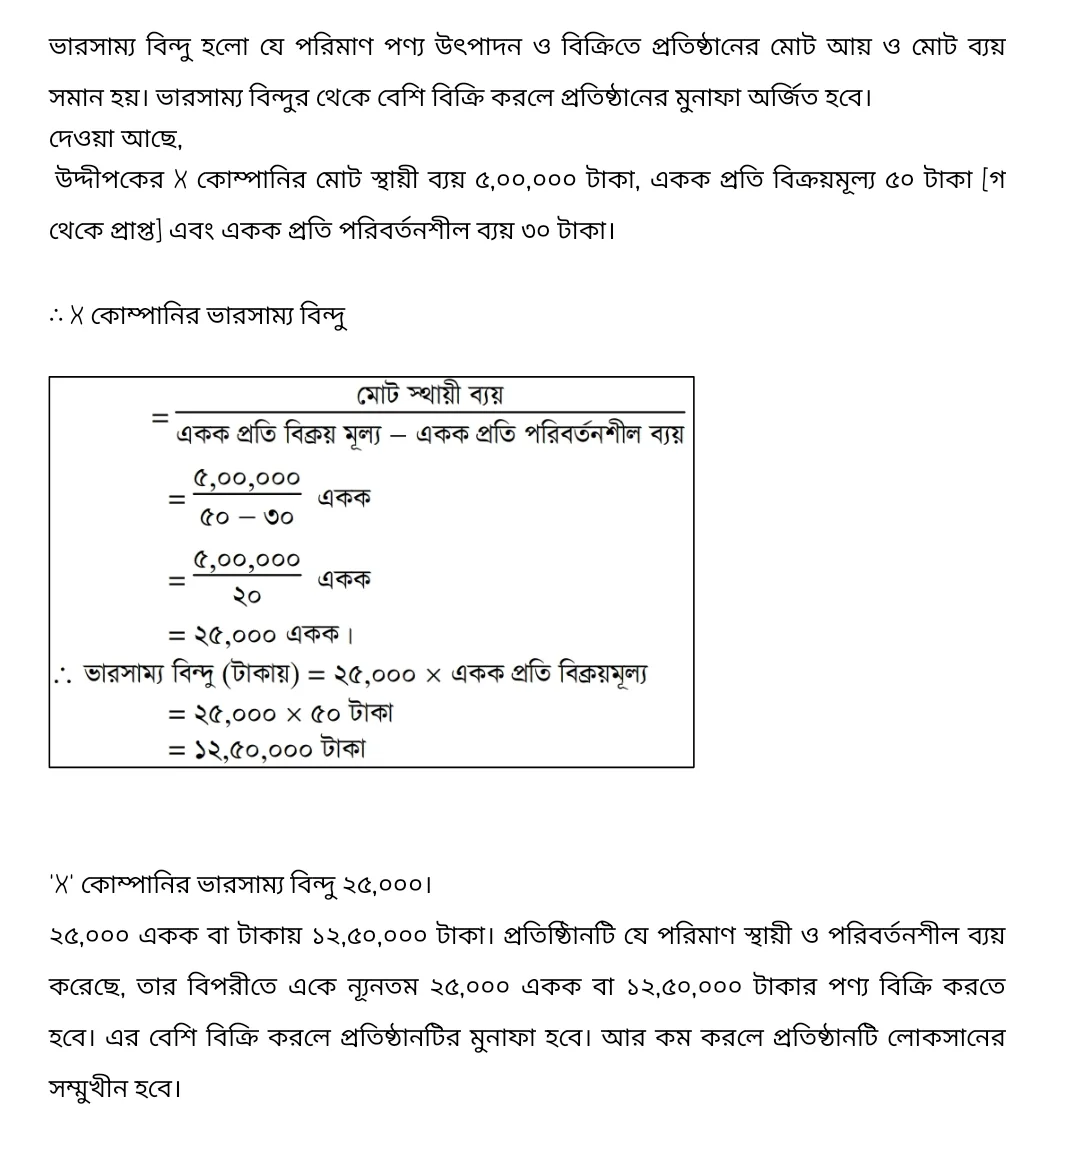 ভারসাম্য বিন্দু হলো যে পরিমাণ পণ্য উৎপাদন ও বিক্রিতে প্রতিষ্ঠানের মোট আয় ও মোট ব্যয়
সমান হয়। ভারসাম্য বিন্দুর থেকে বেশি বিক্রি করলে প্রতিষ্ঠানের মুনাফা অর্জিত হবে।
দেওয়া আছে,
উদ্দীপকের X কোম্পানির মোট স্থায়ী ব্যয় ৫,০০,০০০ টাকা, একক প্রতি বিক্রয়মূল্য ৫০ টাকা [গ
থেকে প্রাপ্ত] এবং একক প্রতি পরিবর্তনশীল ব্যয় ৩০ টাকা।
∴ X কোম্পানির ভারসাম্য বিন্দু
মোট স্থায়ী ব্যয়
=
একক প্রতি বিক্রয় মূল্য – একক প্রতি পরিবর্তনশীল ব্যয়
৫,০০,০০০
= একক
৫০ – ৩০
৫,০০,০০০
= একক
২০
= ২৫,০০০ একক।
∴ ভারসাম্য বিন্দু (টাকায়) = ২৫,০০০ × একক প্রতি বিক্রয়মূল্য
= ২৫,০০০ × ৫০ টাকা
= ১২,৫০,০০০ টাকা
'X' কোম্পানির ভারসাম্য বিন্দু ২৫,০০০।
২৫,০০০ একক বা টাকায় ১২,৫০,০০০ টাকা। প্রতিষ্ঠিানটি যে পরিমাণ স্থায়ী ও পরিবর্তনশীল ব্যয়
করেছে, তার বিপরীতে একে ন্যূনতম ২৫,০০০ একক বা ১২,৫০,০০০ টাকার পণ্য বিক্রি করতে
হবে। এর বেশি বিক্রি করলে প্রতিষ্ঠানটির মুনাফা হবে। আর কম করলে প্রতিষ্ঠানটি লোকসানের
সম্মুখীন হবে।